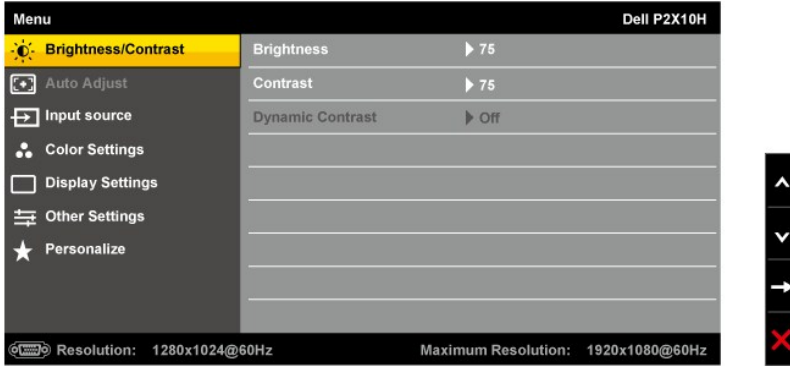 Menu Dell P2X10H
Brightness/Contrast Brightness 75
Auto Adjust Contrast 75
Input source Dynamic Contrast Off
Color Settings
Display Settings
Other Settings
Personalize
Resolution: 1280x1024@60Hz Maximum Resolution: 1920x1080@60Hz